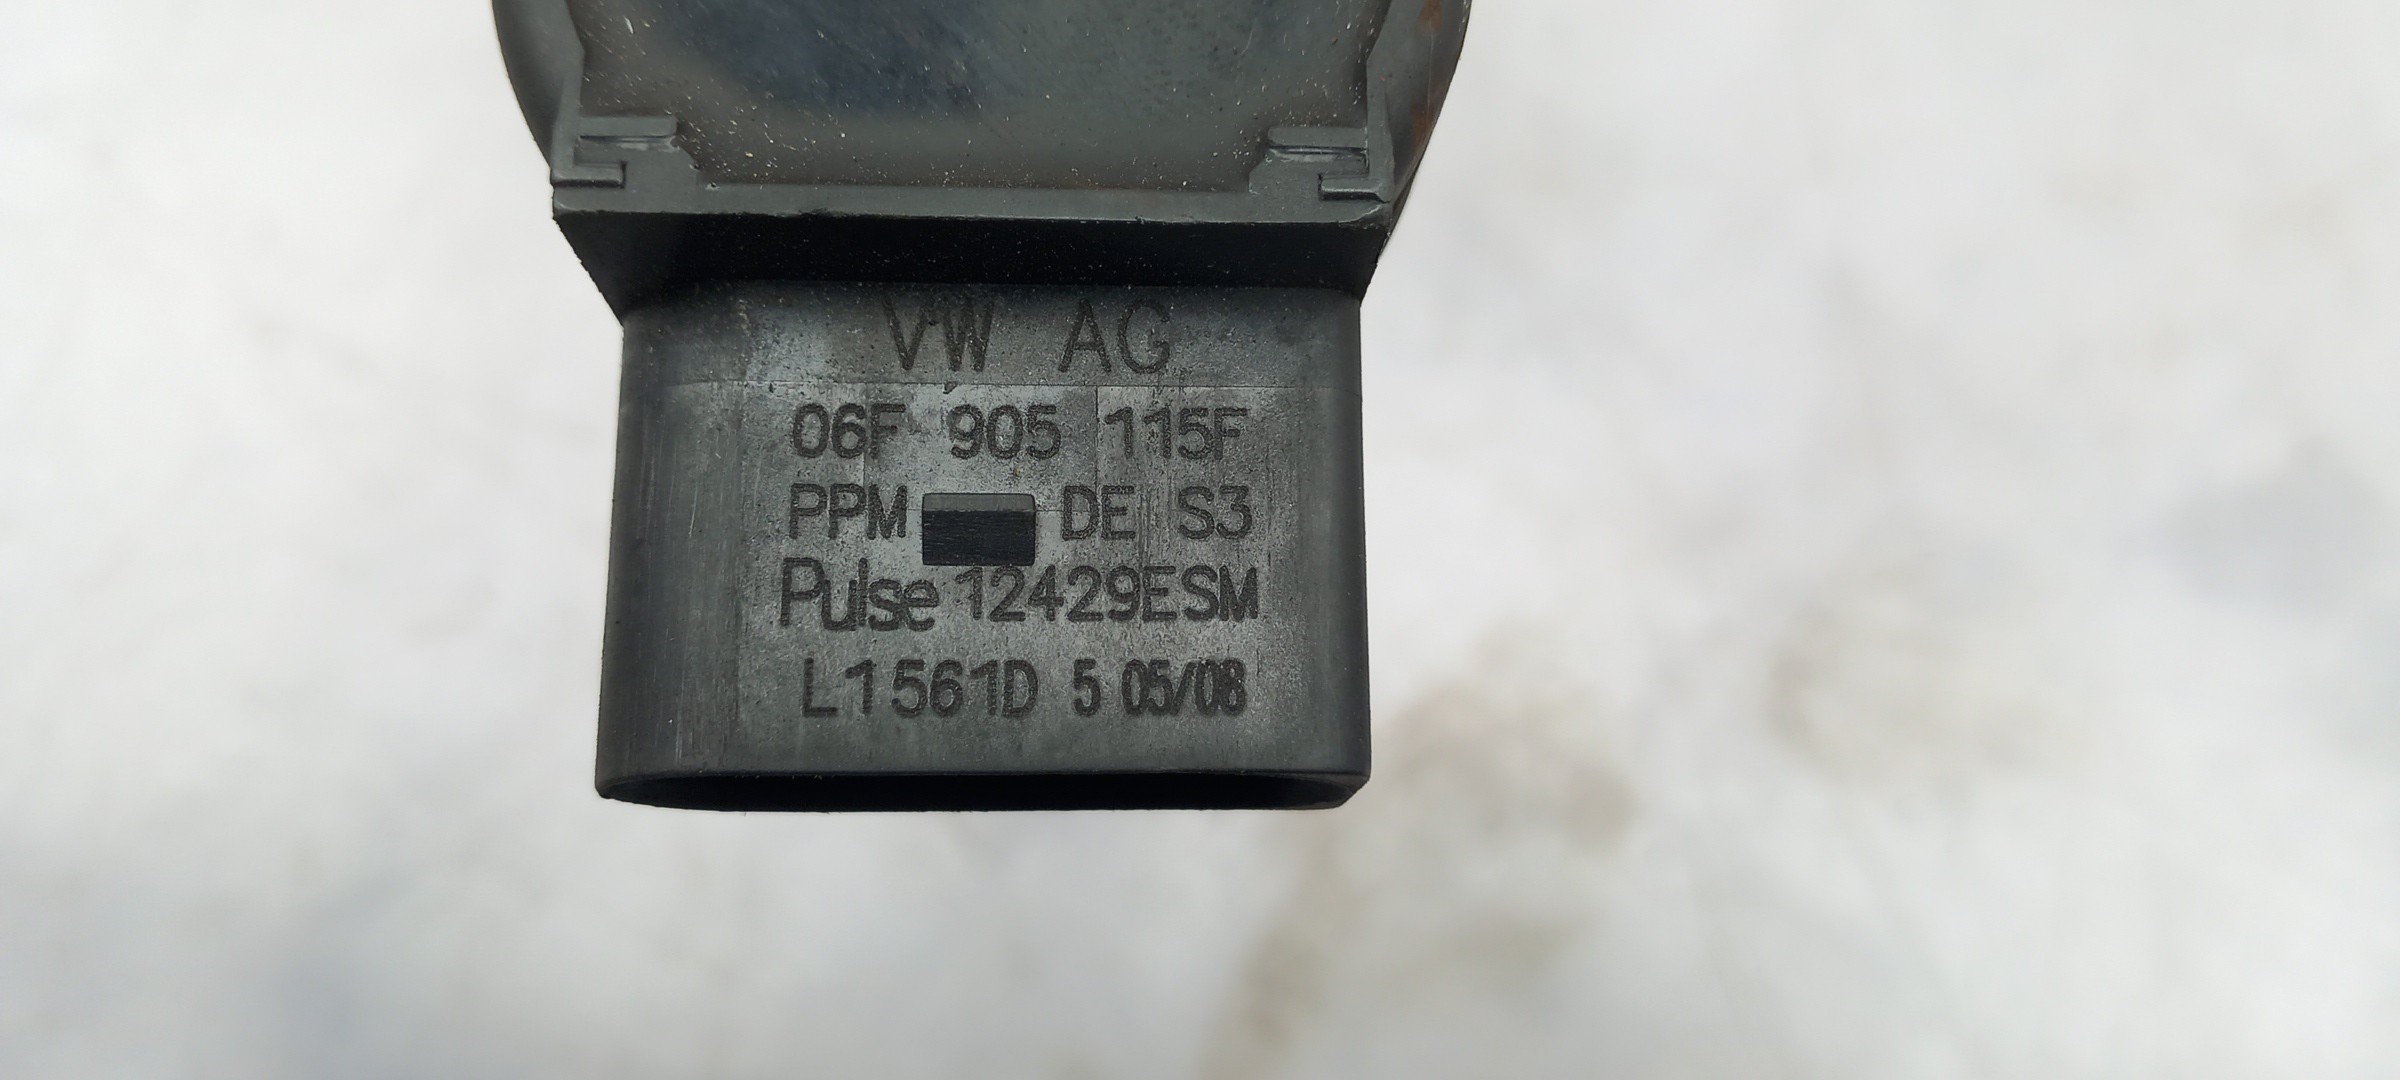 VW AG
06F 905 115F
PPM DE S3
Pulse 12429ESM
L1561D 5 05/08